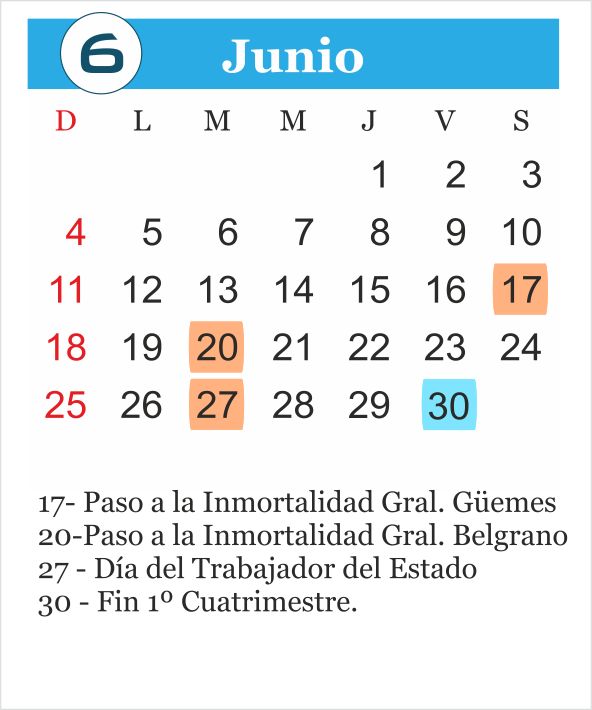 6 Junio
D L M M J V S
1 2 3
4 5 6 7 8 9 10
11 12 13 14 15 16 17
18 19 20 21 22 23 24
25 26 27 28 29 30
17- Paso a la Inmortalidad Gral. Güemes
20-Paso a la Inmortalidad Gral. Belgrano
27 - Día del Trabajador del Estado
30 - Fin 1º Cuatrimestre.